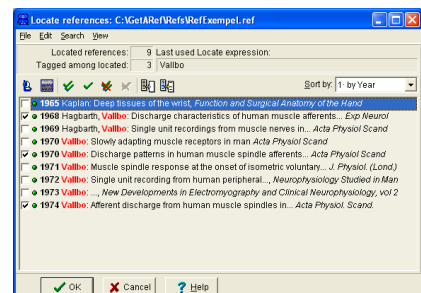 Locate references: C:\GetARef\Refs\RefExempel.ref
File Edit Search View
Located references: 9 Last used Locate expression:
Tagged among located: 3 Vallbo
Sort by: 1- by Year
1965 Kaplan: Deep tissues of the wrist, Function and Surgical Anatomy of the Hand
1968 Hagbarth, Vallbo: Discharge characteristics of human muscle afferents... Exp Neurol
1969 Hagbarth, Vallbo: Single unit recordings from muscle nerves in... Acta Physiol Scand
1970 Vallbo: Slowly adapting muscle receptors in man Acta Physiol Scand
1970 Vallbo: Discharge patterns in human muscle spindle afferents... Acta Physiol Scand
1971 Vallbo: Muscle spindle response at the onset of isometric voluntary... J. Physiol. (Lond.)
1972 Vallbo: Single unit recording from human peripheral..., Neurophysiology Studied in Man
1973 Vallbo: ..., New Developments in Electromyography and Clinical Neurophysiology, vol 2
1974 Vallbo: Afferent discharge from human muscle spindles in... Acta Physiol. Scand.
OK Cancel Help